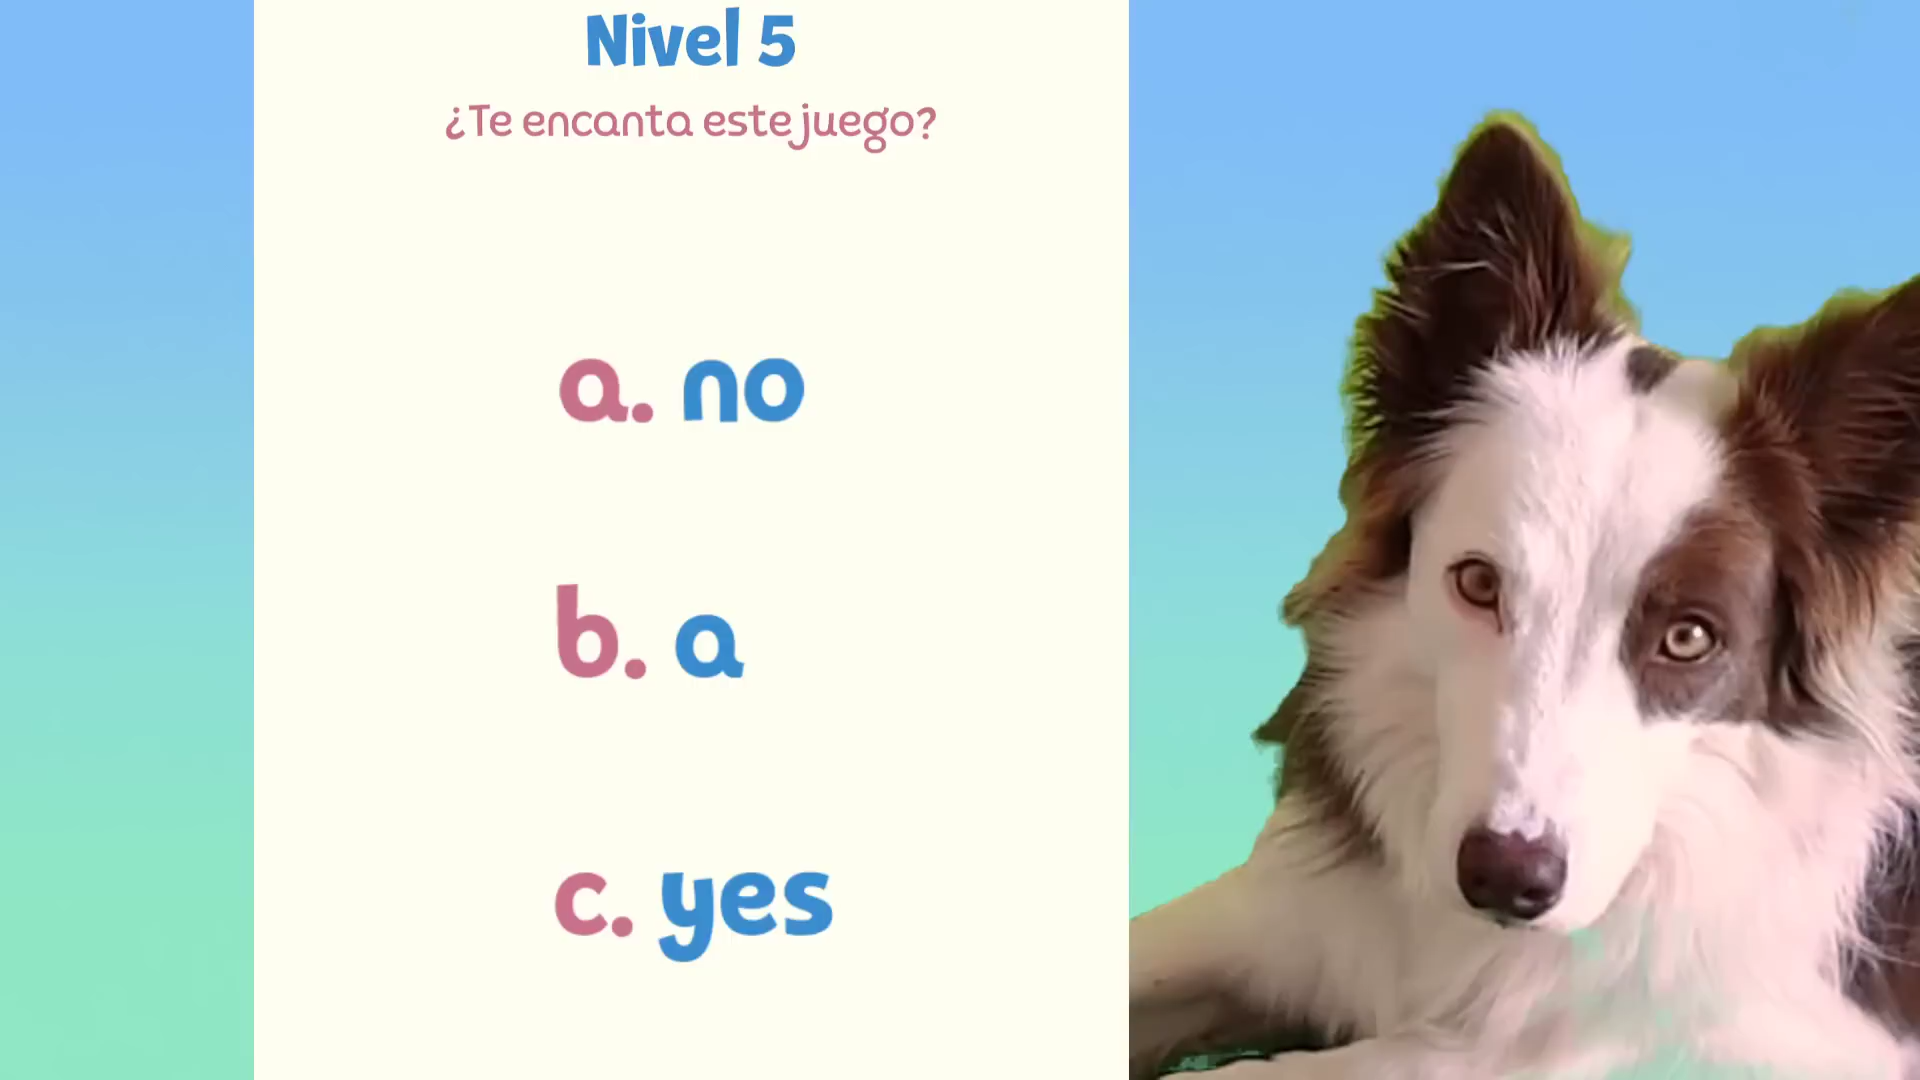 Nivel 5
¿Te encanta este juego?
a. no
b. a
c. yes